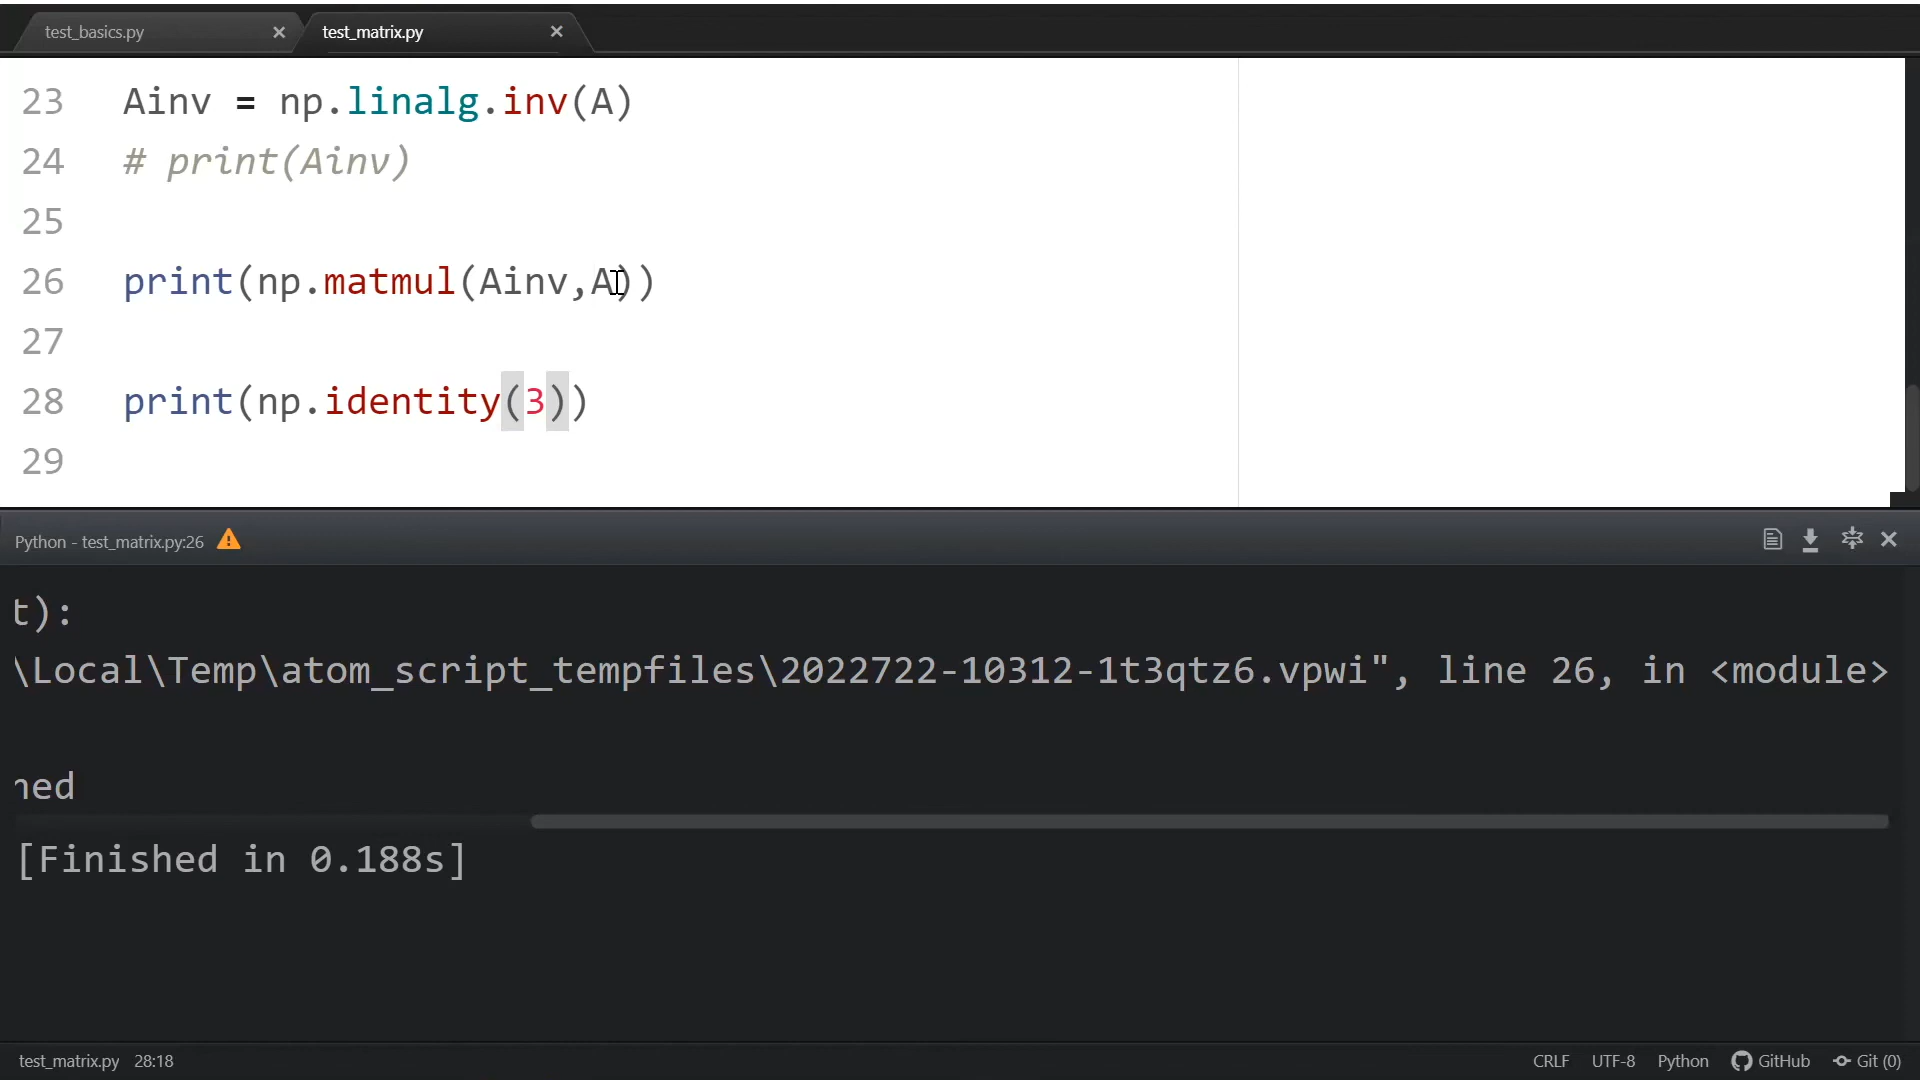 test_basics.py
test_matrix.py
23 Ainv = np.linalg.inv(A)
24 # print(Ainv)
25
26 print(np.matmul(Ainv,A))
27
28 print(np.identity(3))
29
Python - test_matrix.py:26
t):
\Local\Temp\atom_script_tempfiles\2022722-10312-1t3qtz6.vpwi", line 26, in <module>
ned
[Finished in 0.188s]
test_matrix.py 28:18 CRLF UTF-8 Python GitHub Git (0)